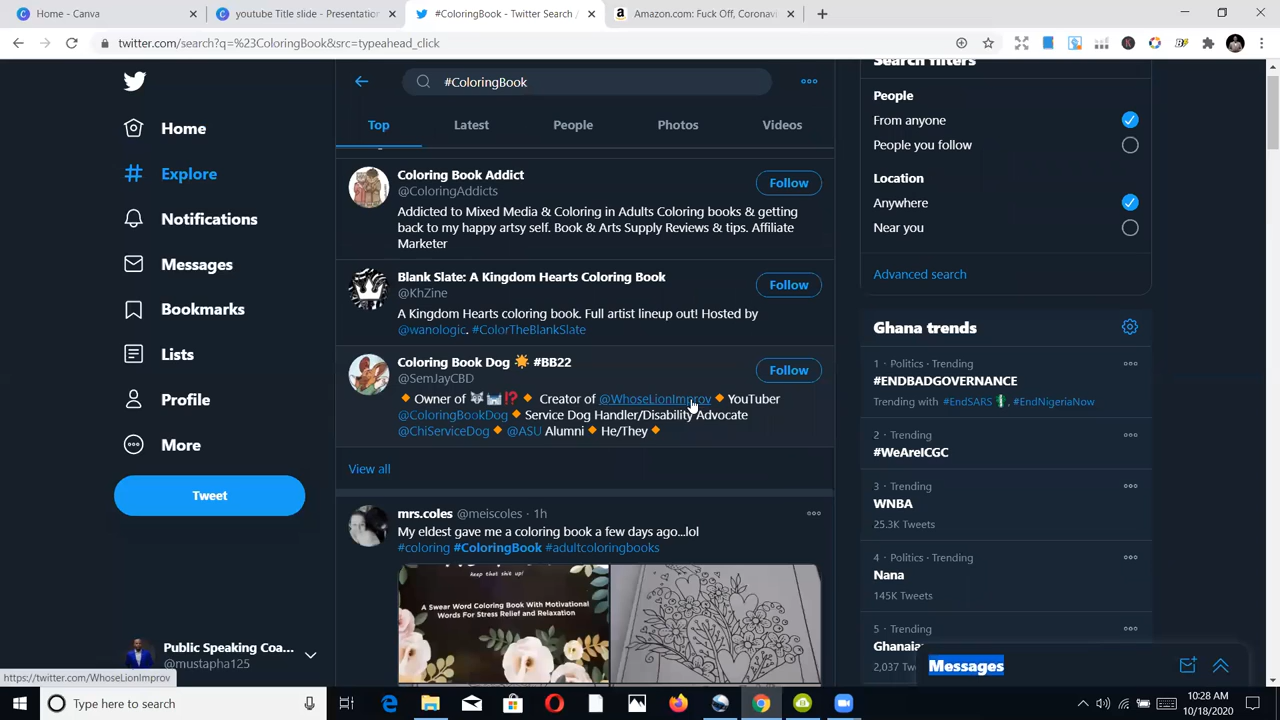 Home - Canva
youtube Title slide - Presentation
#ColoringBook - Twitter Search /
Amazon.com: Fuck Off, Coronavi
twitter.com/search?q=%23ColoringBook&src=typeahead_click
#ColoringBook
Top
Latest
People
Photos
Videos
Home
Explore
Notifications
Messages
Bookmarks
Lists
Profile
More
Tweet
Public Speaking Coa...
@mustapha125
https://twitter.com/WhoseLionImprov
Coloring Book Addict
@ColoringAddicts
Follow
Addicted to Mixed Media & Coloring in Adults Coloring books & getting
back to my happy artsy self. Book & Arts Supply Reviews & tips. Affiliate
Marketer
Blank Slate: A Kingdom Hearts Coloring Book
@KhZine
Follow
A Kingdom Hearts coloring book. Full artist lineup out! Hosted by
@wanologic. #ColorTheBlankSlate
Coloring Book Dog ☀️ #BB22
@SemJayCBD
Follow
🔸Owner of 🐺🐩⁉️🔸 Creator of @WhoseLionImprov🔸YouTuber
@ColoringBookDog🔸Service Dog Handler/Disability Advocate
@ChiServiceDog🔸@ASU Alumni🔸He/They🔸
View all
mrs.coles @meiscoles · 1h
My eldest gave me a coloring book a few days ago...lol
#coloring #ColoringBook #adultcoloringbooks
keep that shit up!
A Swear Word Coloring Book With Motivational
Words For Stress Relief and Relaxation
Search filters
People
From anyone
People you follow
Location
Anywhere
Near you
Advanced search
Ghana trends
1 · Politics · Trending
#ENDBADGOVERNANCE
Trending with #EndSARS, #EndNigeriaNow
2 · Trending
#WeAreICGC
3 · Trending
WNBA
25.3K Tweets
4 · Politics · Trending
Nana
145K Tweets
5 · Trending
Ghanaia
2,037 Tw
Messages
Type here to search
10:28 AM
10/18/2020